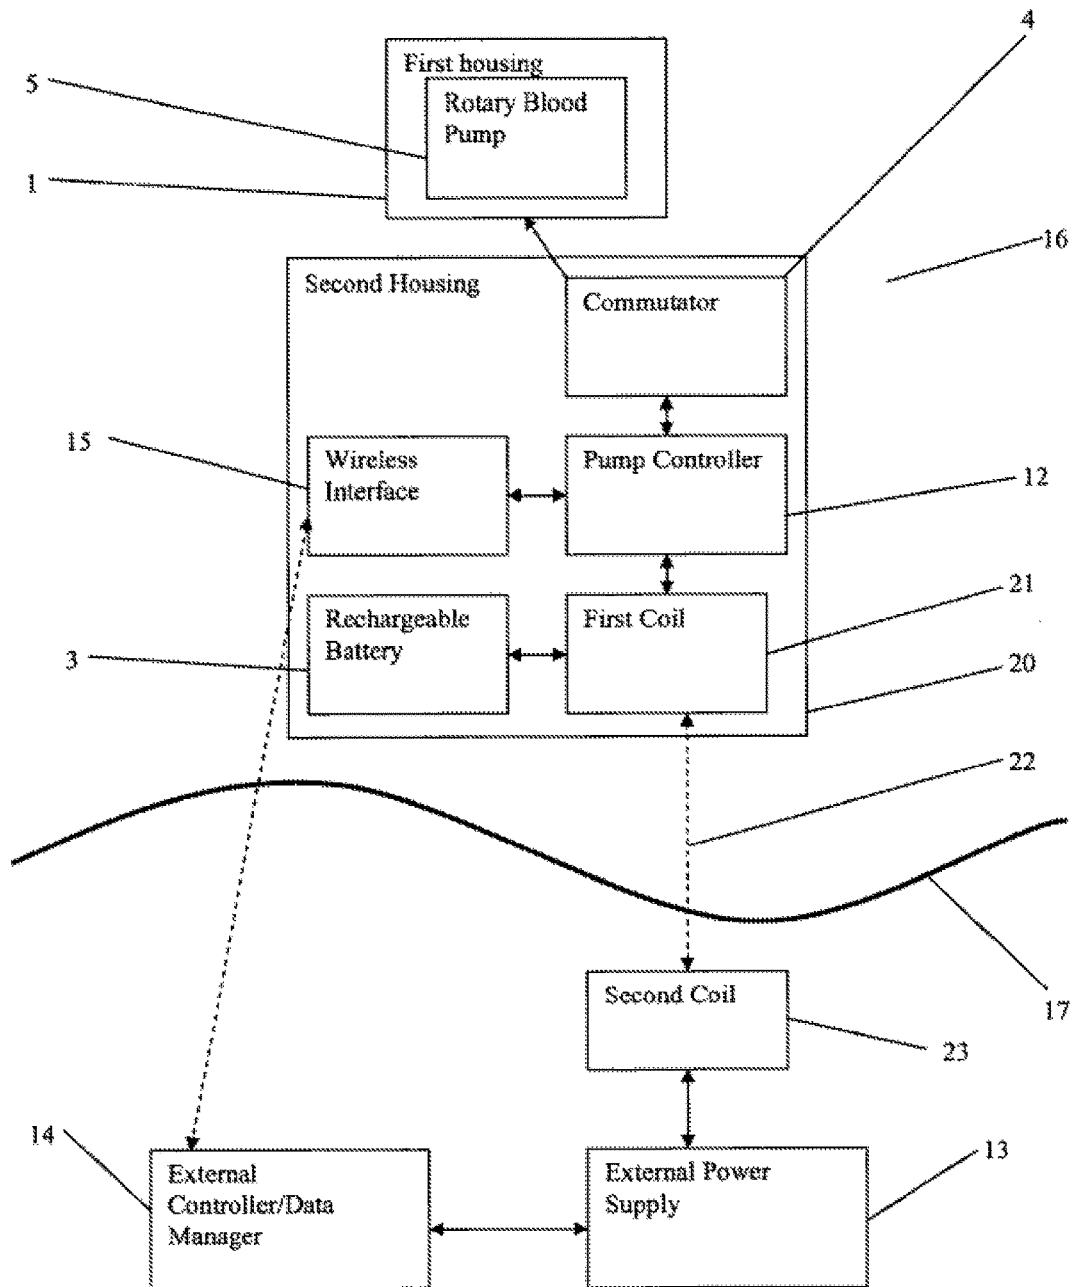 4
First housing
5
Rotary Blood
Pump
1
16
Second Housing
Commutator
15
Wireless
Interface
Pump Controller
12
21
Rechargeable
Battery
First Coil
3
20
22
Second Coil
17
23
14
External
Controller/Data
Manager
External Power
Supply
13